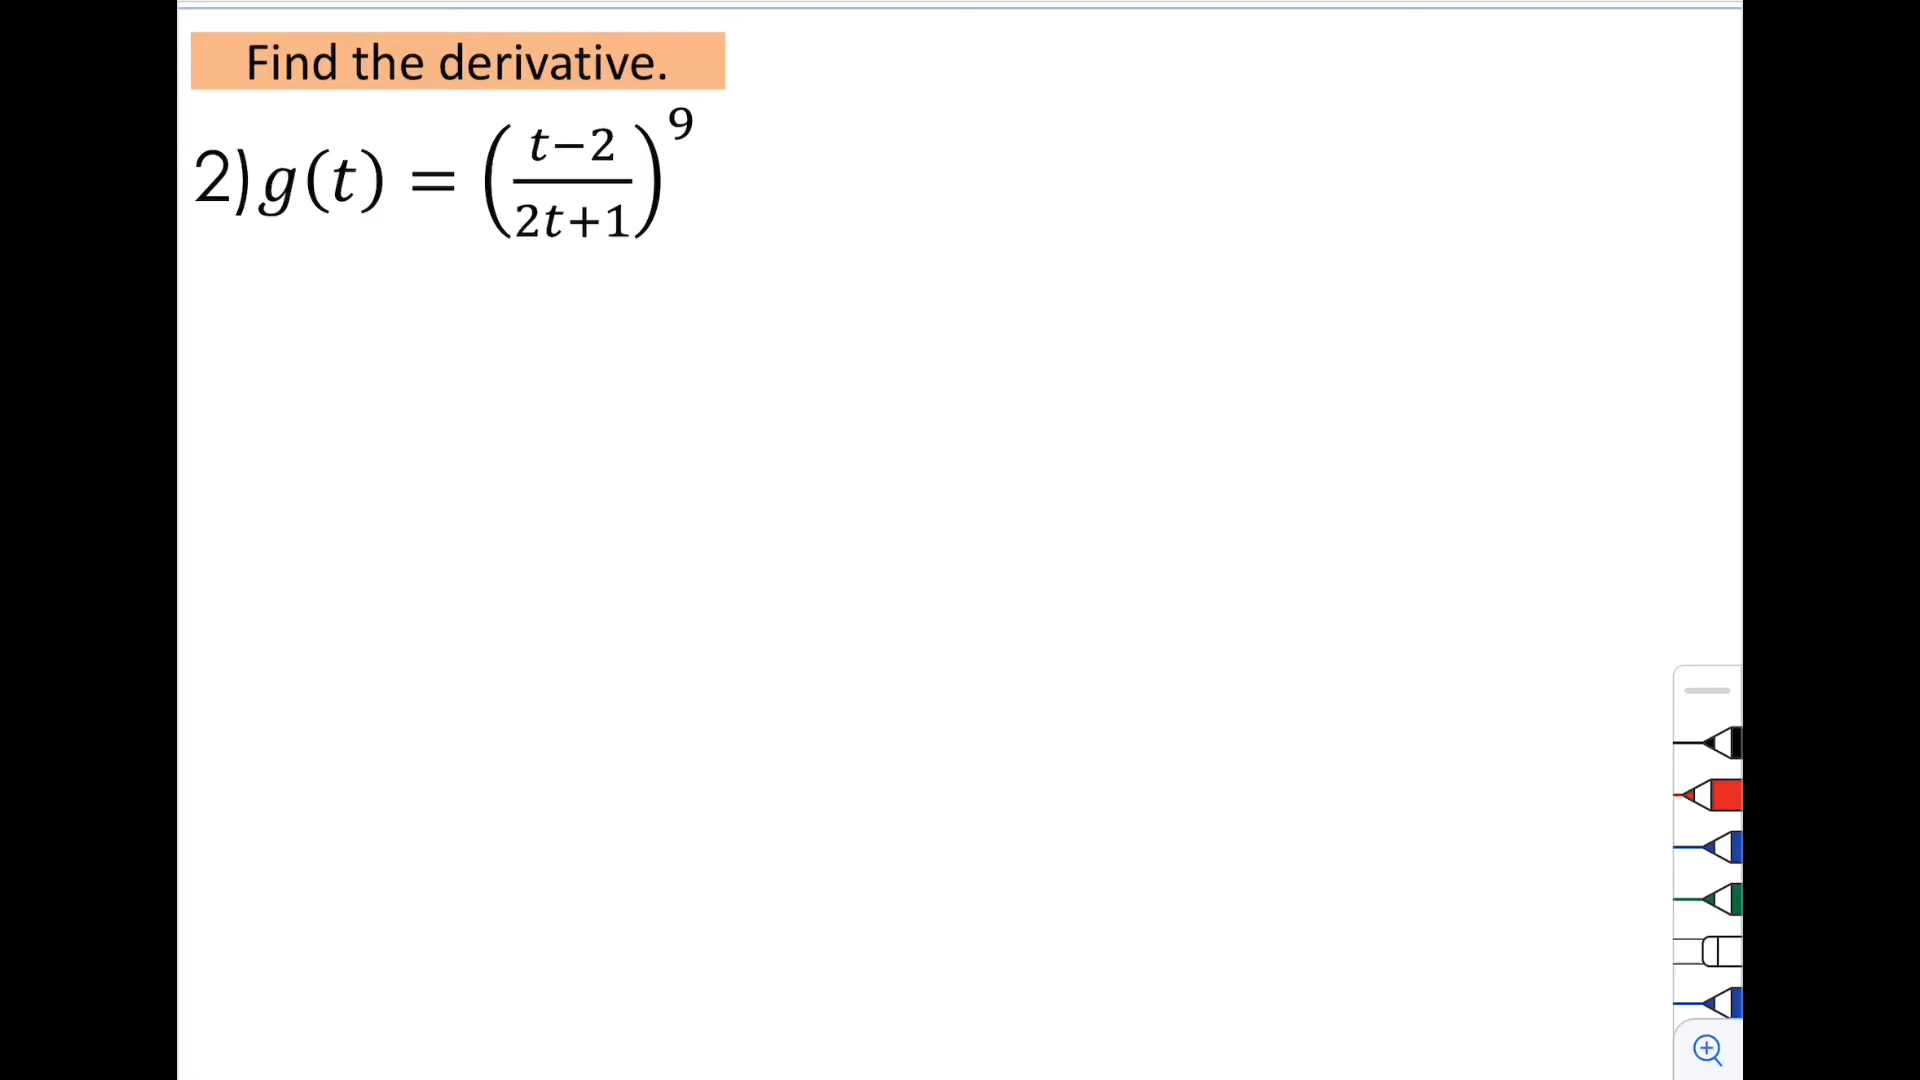 Find the derivative.
2) g(t) = ((t−2)/(2t+1))^9